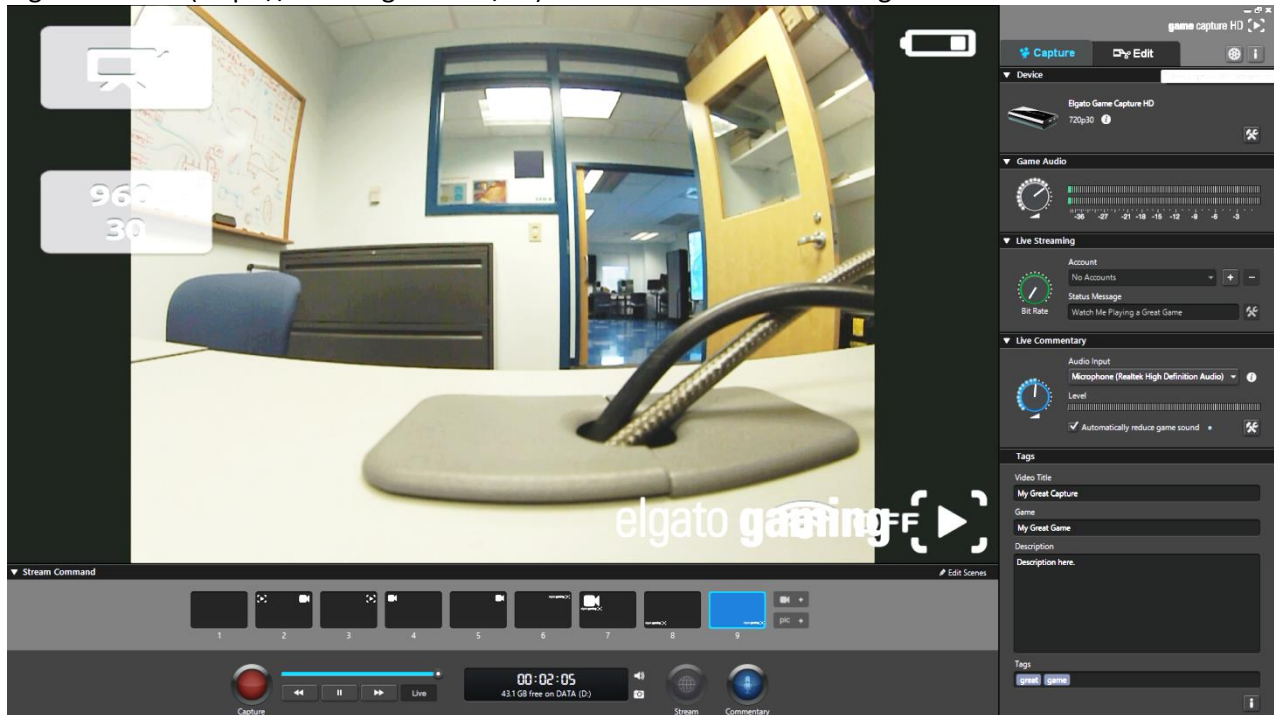 game capture HD
Capture
Edit
Device
Elgato Game Capture HD
720p30
Game Audio
-36 -27 -21 -18 -15 -12 -9 -6 -3
Live Streaming
Account
No Accounts
Status Message
Bit Rate
Watch Me Playing a Great Game
Live Commentary
Audio Input
Microphone (Realtek High Definition Audio)
Level
Automatically reduce game sound
Tags
Video Title
My Great Capture
Game
My Great Game
Description
Description here.
Tags
great game
960
30
elgato gaming
Stream Command
Edit Scenes
1 2 3 4 5 6 7 8 9
pic +
Live
00:02:05
43.1 GB free on DATA (D:)
Capture
Stream
Commentary